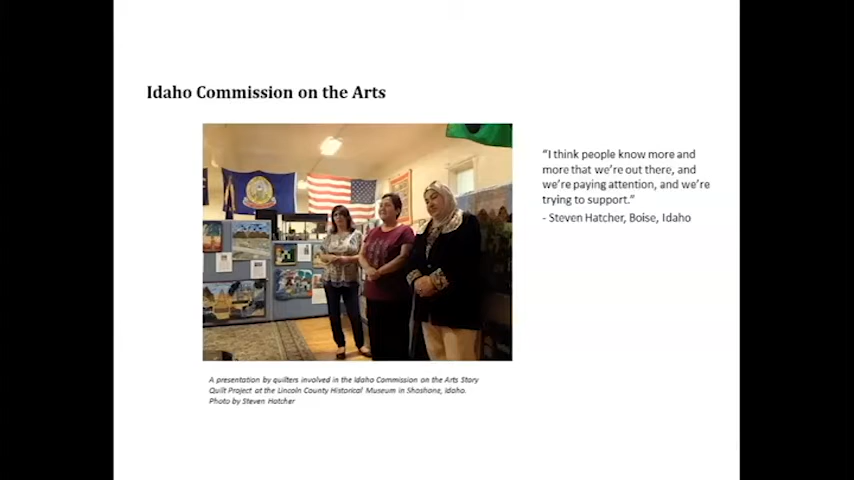 Idaho Commission on the Arts
“I think people know more and
more that we’re out there, and
we’re paying attention, and we’re
trying to support.”
- Steven Hatcher, Boise, Idaho
A presentation by quilters involved in the Idaho Commission on the Arts Story
Quilt Project at the Lincoln County Historical Museum in Shoshone, Idaho.
Photo by Steven Hatcher